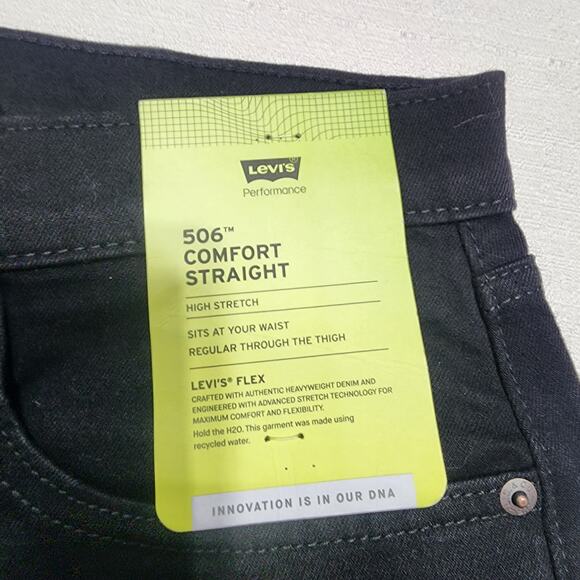 LEVI'S®
Performance
506™
COMFORT
STRAIGHT
HIGH STRETCH
SITS AT YOUR WAIST
REGULAR THROUGH THE THIGH
LEVI'S® FLEX
CRAFTED WITH AUTHENTIC HEAVYWEIGHT DENIM AND
ENGINEERED WITH ADVANCED STRETCH TECHNOLOGY FOR
MAXIMUM COMFORT AND FLEXIBILITY.
Hold the H2O. This garment was made using
recycled water.
INNOVATION IS IN OUR DNA